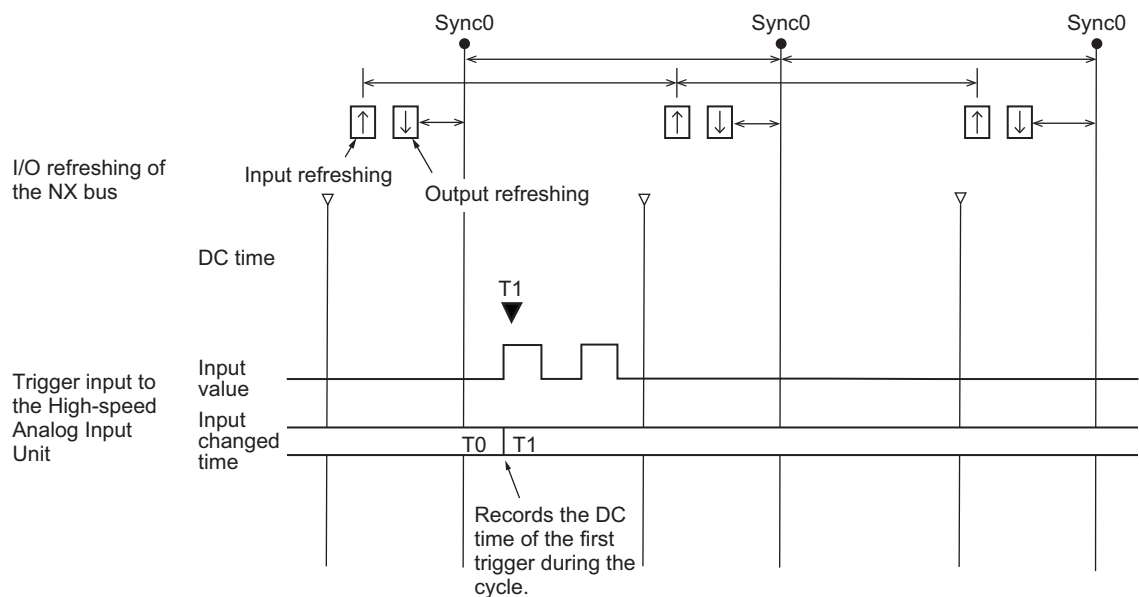 Sync0 Sync0 Sync0
I/O refreshing of
the NX bus
Input refreshing
Output refreshing
DC time
T1
Trigger input to
the High-speed
Analog Input
Unit
Input
value
Input
changed
time
T0 T1
Records the DC
time of the first
trigger during the
cycle.